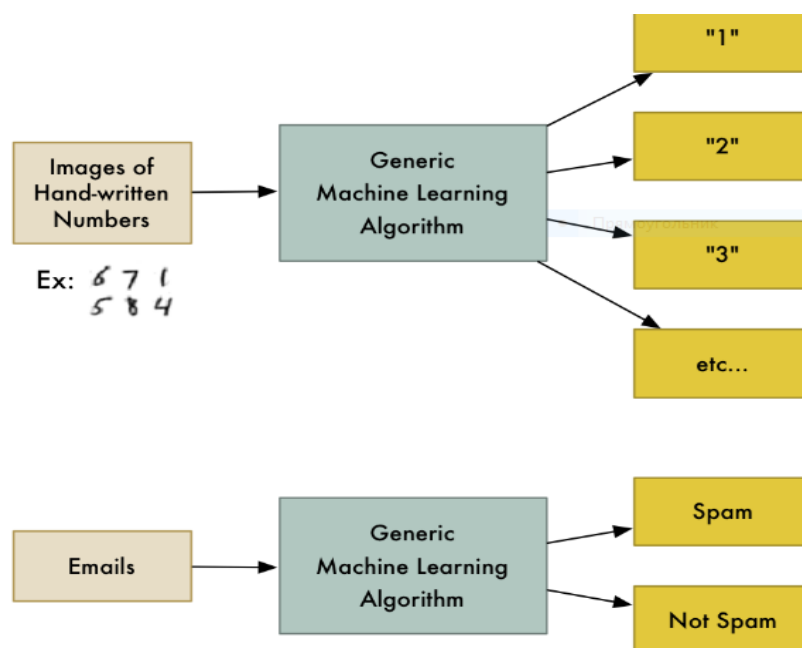 "1"
Images of
Hand-written
Numbers
Generic
Machine Learning
Algorithm
"2"
Прямоугольник
"3"
etc...
Ex: 6 7 1
5 8 4
Emails
Generic
Machine Learning
Algorithm
Spam
Not Spam